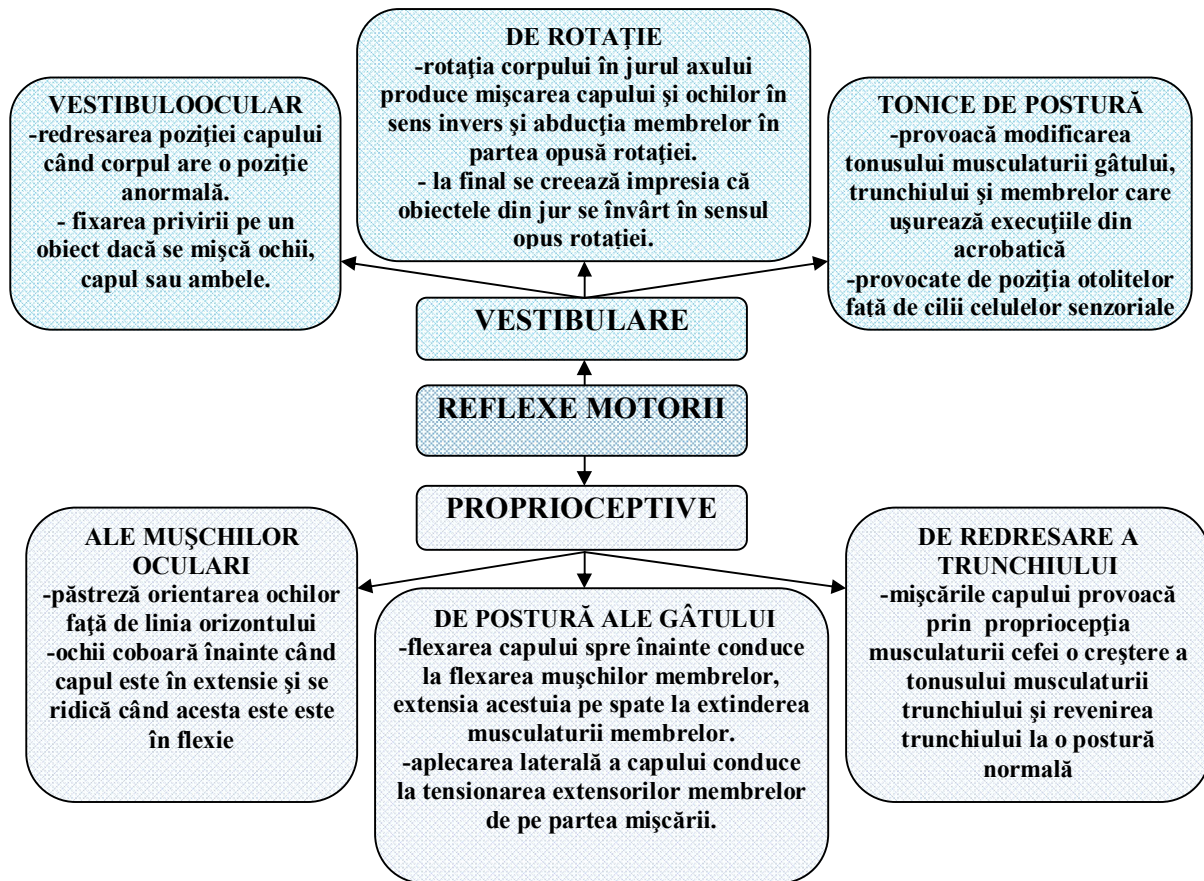 VESTIBULOOCULAR
-redresarea poziţiei capului
când corpul are o poziţie
anormală.
- fixarea privirii pe un
obiect dacă se mişcă ochii,
capul sau ambele.
DE ROTAŢIE
-rotaţia corpului în jurul axului
produce mişcarea capului şi ochilor în
sens invers şi abducţia membrelor în
partea opusă rotaţiei.
- la final se creează impresia că
obiectele din jur se învârt în sensul
opus rotaţiei.
TONICE DE POSTURĂ
-provoacă modificarea
tonusului musculaturii gâtului,
trunchiului şi membrelor care
uşurează execuţiile din
acrobatică
-provocate de poziţia otolitelor
faţă de cilii celulelor senzoriale
VESTIBULARE
REFLEXE MOTORII
PROPRIOCEPTIVE
ALE MUŞCHILOR
OCULARI
-păstreză orientarea ochilor
faţă de linia orizontului
-ochii coboară înainte când
capul este în extensie şi se
ridică când acesta este este
în flexie
DE POSTURĂ ALE GÂTULUI
-flexarea capului spre înainte conduce
la flexarea muşchilor membrelor,
extensia acestuia pe spate la extinderea
musculaturii membrelor.
-aplecarea laterală a capului conduce
la tensionarea extensorilor membrelor
de pe partea mişcării.
DE REDRESARE A
TRUNCHIULUI
-mişcările capului provoacă
prin propriocepţia
musculaturii cefei o creştere a
tonusului musculaturii
trunchiului şi revenirea
trunchiului la o postură
normală